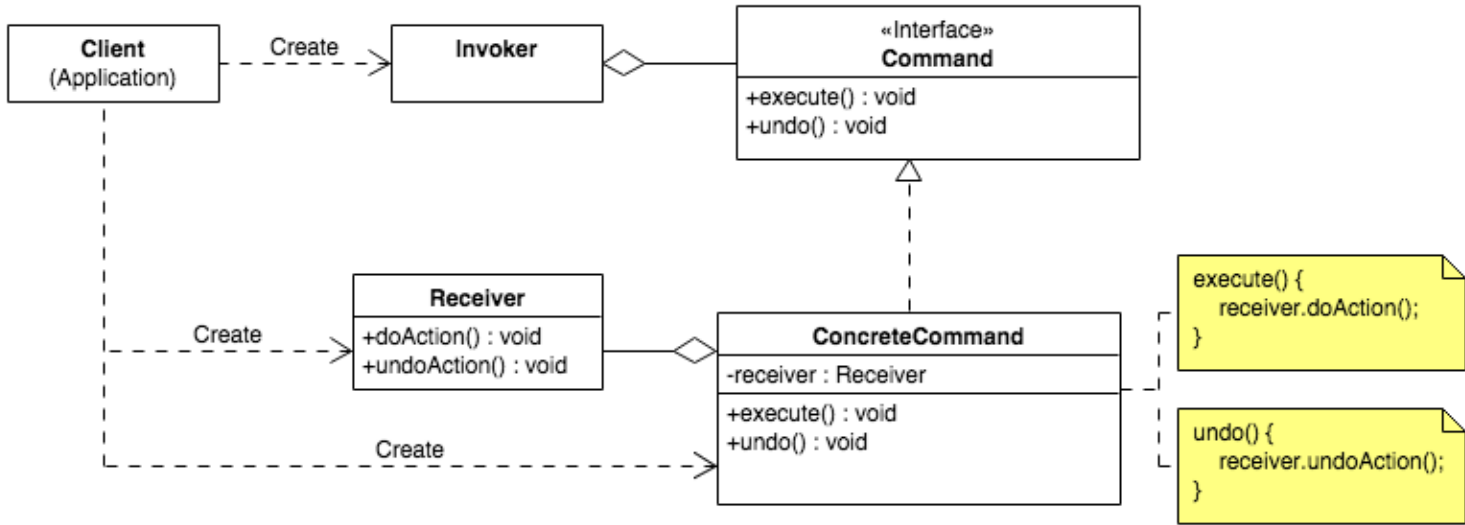 Client
(Application)
Create
Invoker
«Interface»
Command
+execute() : void
+undo() : void
Create
Receiver
+doAction() : void
+undoAction() : void
ConcreteCommand
-receiver : Receiver
+execute() : void
+undo() : void
execute() {
receiver.doAction();
}
Create
undo() {
receiver.undoAction();
}